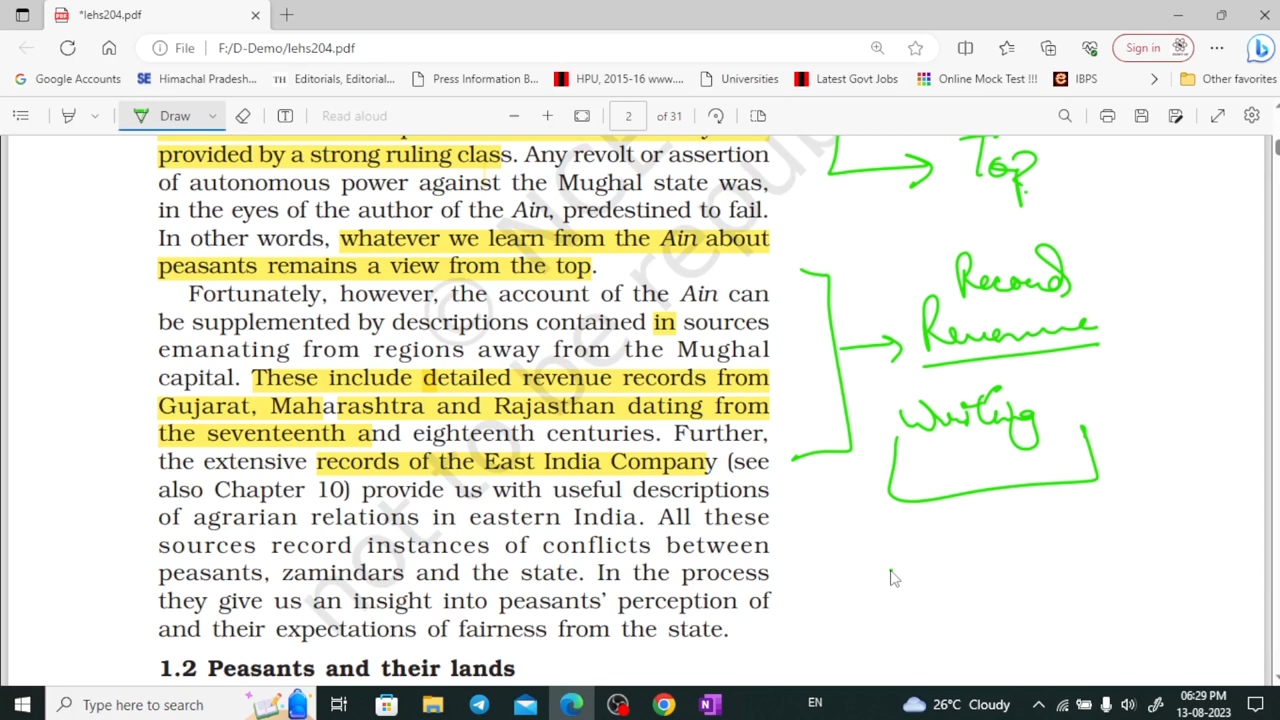 *lehs204.pdf
File F:/D-Demo/lehs204.pdf Sign in
Google Accounts SE Himachal Pradesh... TH Editorials, Editorial... Press Information B... HPU, 2015-16 www.... Universities Latest Govt Jobs Online Mock Test !!! IBPS Other favorites
Draw Read aloud 2 of 31
provided by a strong ruling class. Any revolt or assertion
of autonomous power against the Mughal state was,
in the eyes of the author of the Ain, predestined to fail.
In other words, whatever we learn from the Ain about
peasants remains a view from the top.
Fortunately, however, the account of the Ain can
be supplemented by descriptions contained in sources
emanating from regions away from the Mughal
capital. These include detailed revenue records from
Gujarat, Maharashtra and Rajasthan dating from
the seventeenth and eighteenth centuries. Further,
the extensive records of the East India Company (see
also Chapter 10) provide us with useful descriptions
of agrarian relations in eastern India. All these
sources record instances of conflicts between
peasants, zamindars and the state. In the process
they give us an insight into peasants' perception of
and their expectations of fairness from the state.
1.2 Peasants and their lands
Top
Records
Revenue
Writing
© NC
not to be republ
Type here to search EN 26°C Cloudy 06:29 PM
13-08-2023